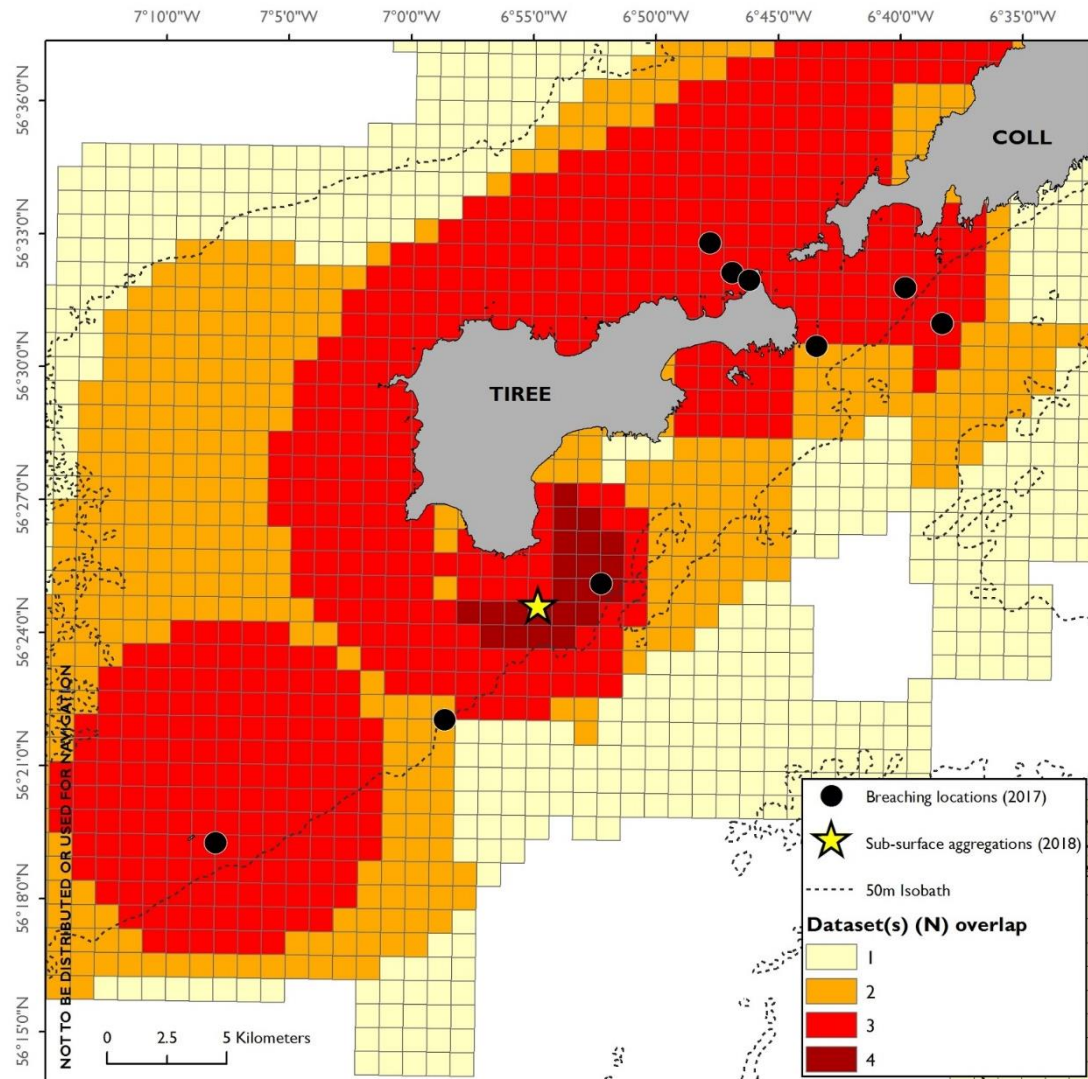 7°10'0"W 7°5'0"W 7°0'0"W 6°55'0"W 6°50'0"W 6°45'0"W 6°40'0"W 6°35'0"W
56°36'0"N
56°33'0"N
56°30'0"N
56°27'0"N
56°24'0"N
56°21'0"N
56°18'0"N
56°15'0"N
COLL
TIREE
NOT TO BE DISTRIBUTED OR USED FOR NAVIGATION
0 2.5 5 Kilometers
Breaching locations (2017)
Sub-surface aggregations (2018)
50m Isobath
Dataset(s) (N) overlap
1
2
3
4